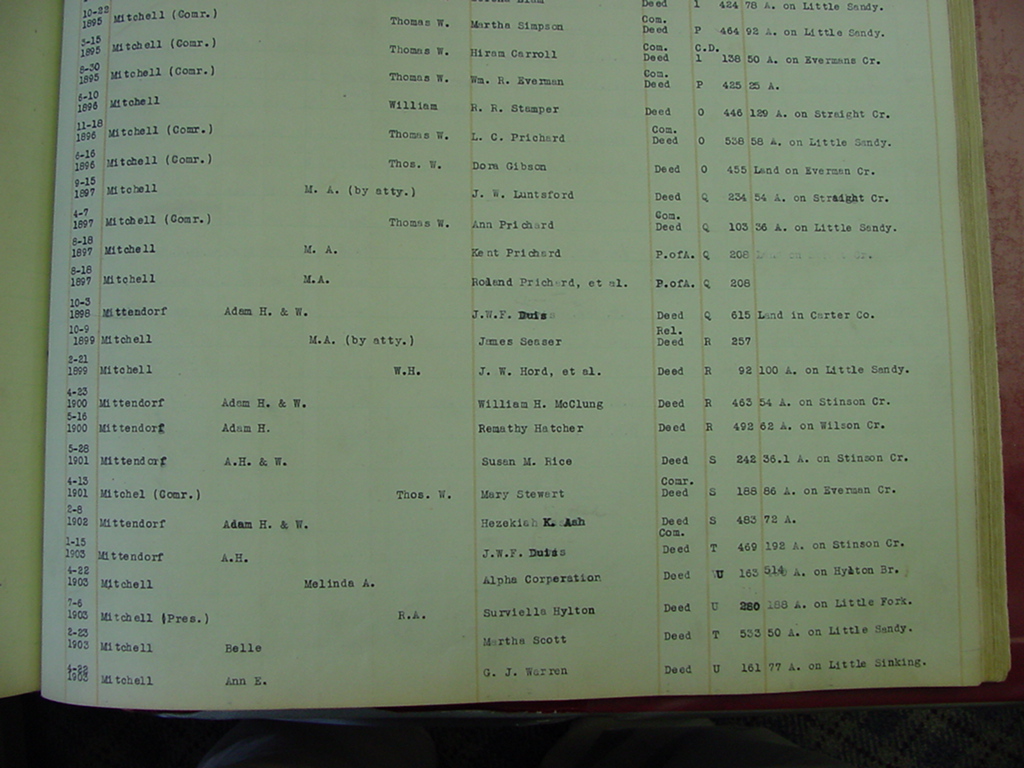 Deed 1 424 78 A. on Little Sandy.
10-22 1895 Mitchell (Comr.) Thomas W. Martha Simpson Com. Deed P 464 92 A. on Little Sandy.
3-15 1895 Mitchell (Comr.) Thomas W. Hiram Carroll Com. Deed C.D. 1 138 50 A. on Evermans Cr.
8-30 1895 Mitchell (Comr.) Thomas W. Wm. R. Everman Com. Deed P 425 25 A.
6-10 1896 Mitchell William R. R. Stamper Deed O 446 129 A. on Straight Cr.
11-18 1896 Mitchell (Comr.) Thomas W. L. C. Prichard Com. Deed O 538 58 A. on Little Sandy.
6-16 1896 Mitchell (Comr.) Thos. W. Dora Gibson Deed O 455 Land on Everman Cr.
9-15 1897 Mitchell M. A. (by atty.) J. W. Luntsford Deed Q 234 54 A. on Straight Cr.
4-7 1897 Mitchell (Comr.) Thomas W. Ann Prichard Com. Deed Q 103 36 A. on Little Sandy.
8-18 1897 Mitchell M. A. Kent Prichard P.ofA. Q 208
8-18 1897 Mitchell M.A. Roland Prichard, et al. P.ofA. Q 208
10-3 1898 Mittendorf Adam H. & W. J.W.F. Duis Deed Q 615 Land in Carter Co.
10-9 1899 Mitchell M.A. (by atty.) James Senser Rel. Deed R 257
2-21 1899 Mitchell W.H. J. W. Hord, et al. Deed R 92 100 A. on Little Sandy.
4-23 1900 Mittendorf Adam H. & W. William H. McClung Deed R 463 54 A. on Stinson Cr.
5-16 1900 Mittendorf Adam H. Remathy Hatcher Deed R 492 62 A. on Wilson Cr.
5-28 1901 Mittendorf A.H. & W. Susan M. Rice Deed S 242 36.1 A. on Stinson Cr.
4-13 1901 Mitchel (Comr.) Thos. W. Mary Stewart Comr. Deed S 188 86 A. on Everman Cr.
2-8 1902 Mittendorf Adam H. & W. Hezekiah K. Ash Deed S 483 72 A.
1-15 1903 Mittendorf A.H. J.W.F. Duis Com. Deed T 469 192 A. on Stinson Cr.
4-22 1903 Mitchell Melinda A. Alpha Corporation Deed U 163 514 A. on Hylton Br.
7-6 1903 Mitchell (Pres.) R.A. Surviella Hylton Deed U 280 188 A. on Little Fork.
2-23 1903 Mitchell Belle Martha Scott Deed T 533 50 A. on Little Sandy.
4-22 1903 Mitchell Ann E. G. J. Warren Deed U 161 77 A. on Little Sinking.